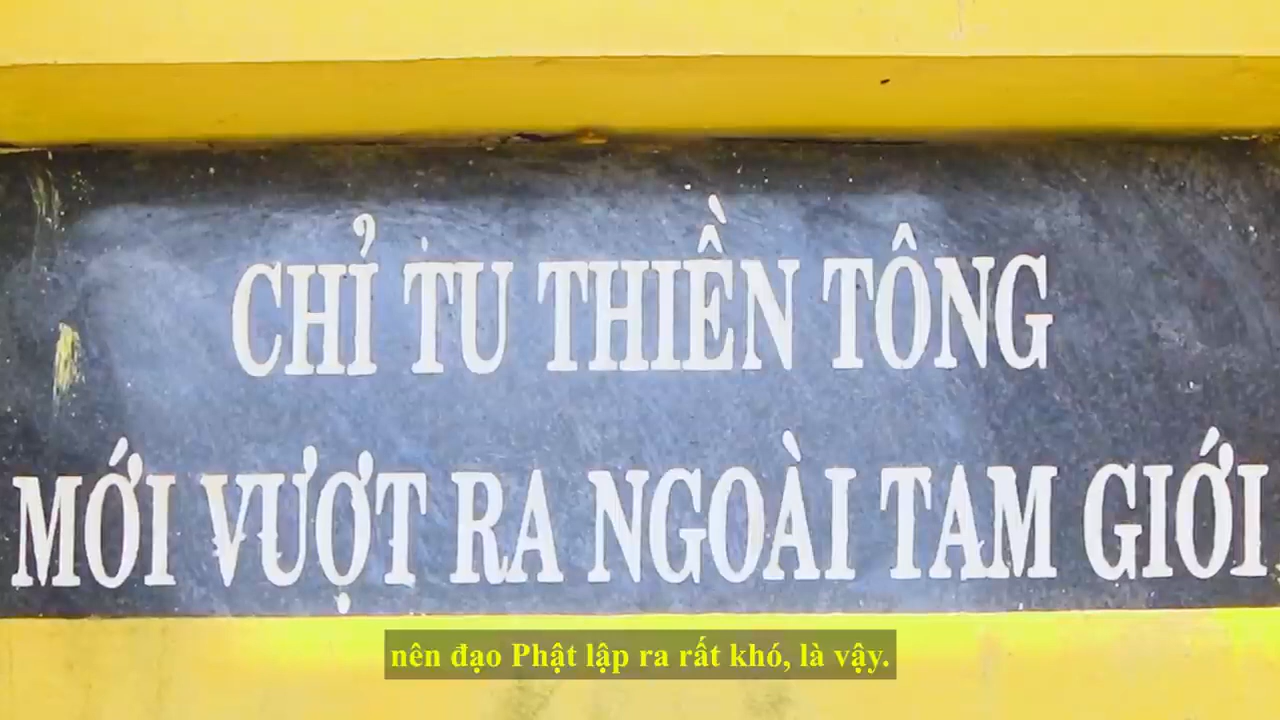 CHỈ TU THIỀN TÔNG
MỚI VƯỢT RA NGOÀI TAM GIỚI
nên đạo Phật lập ra rất khó, là vậy.